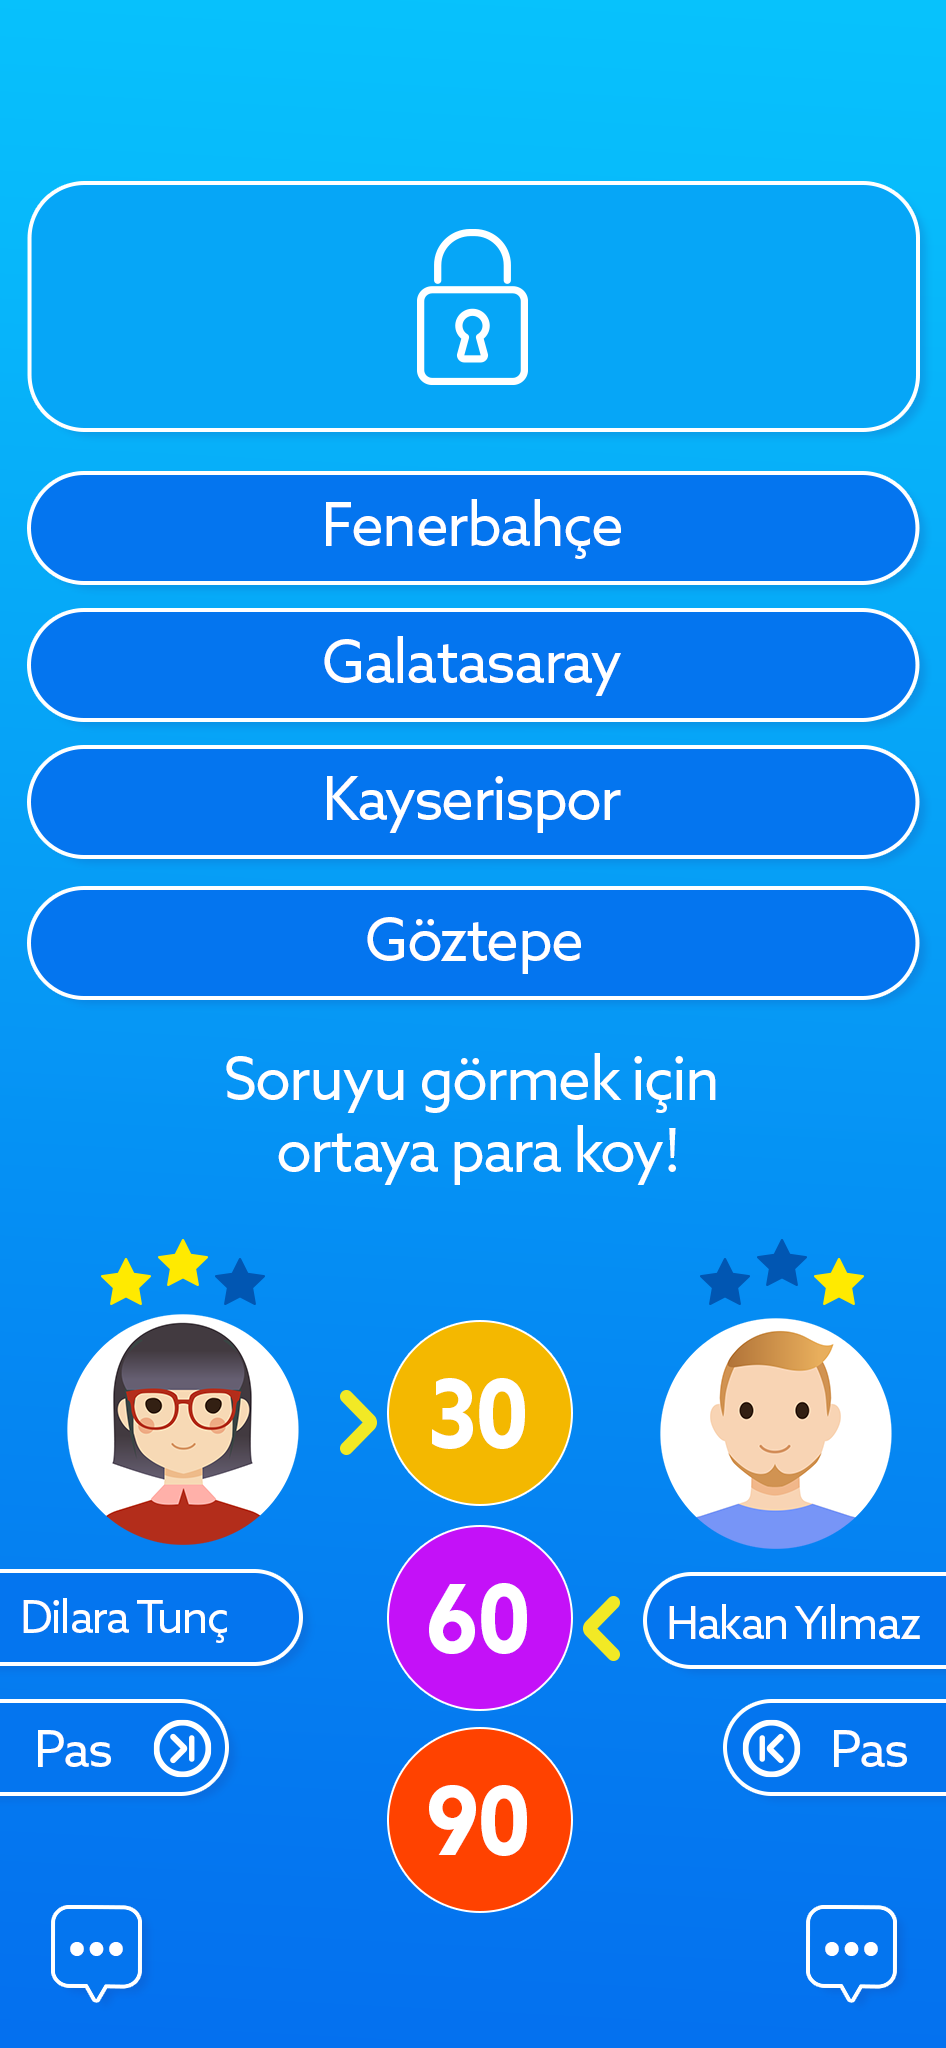 Fenerbahçe
Galatasaray
Kayserispor
Göztepe
Soruyu görmek için
ortaya para koy!
30
60
90
Dilara Tunç
Hakan Yılmaz
Pas
Pas